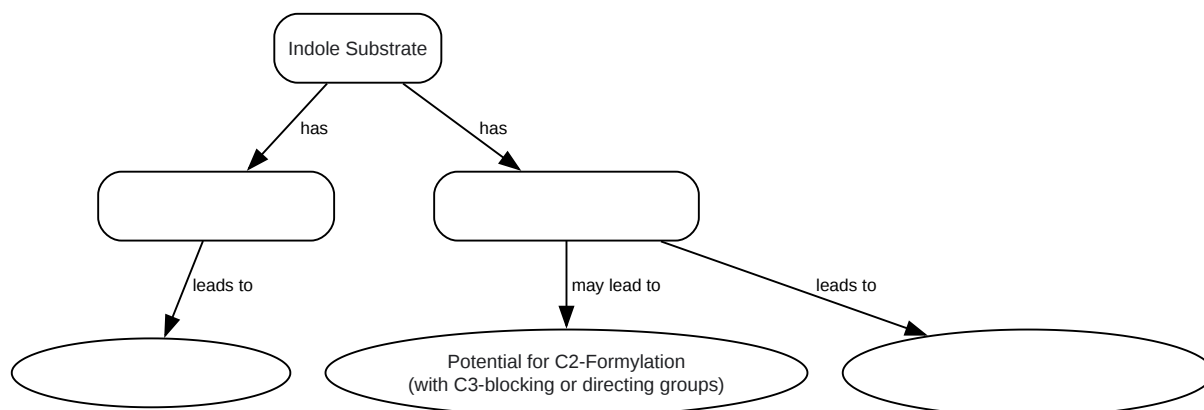 Indole Substrate
has
has
leads to
may lead to
leads to
Potential for C2-Formylation
(with C3-blocking or directing groups)